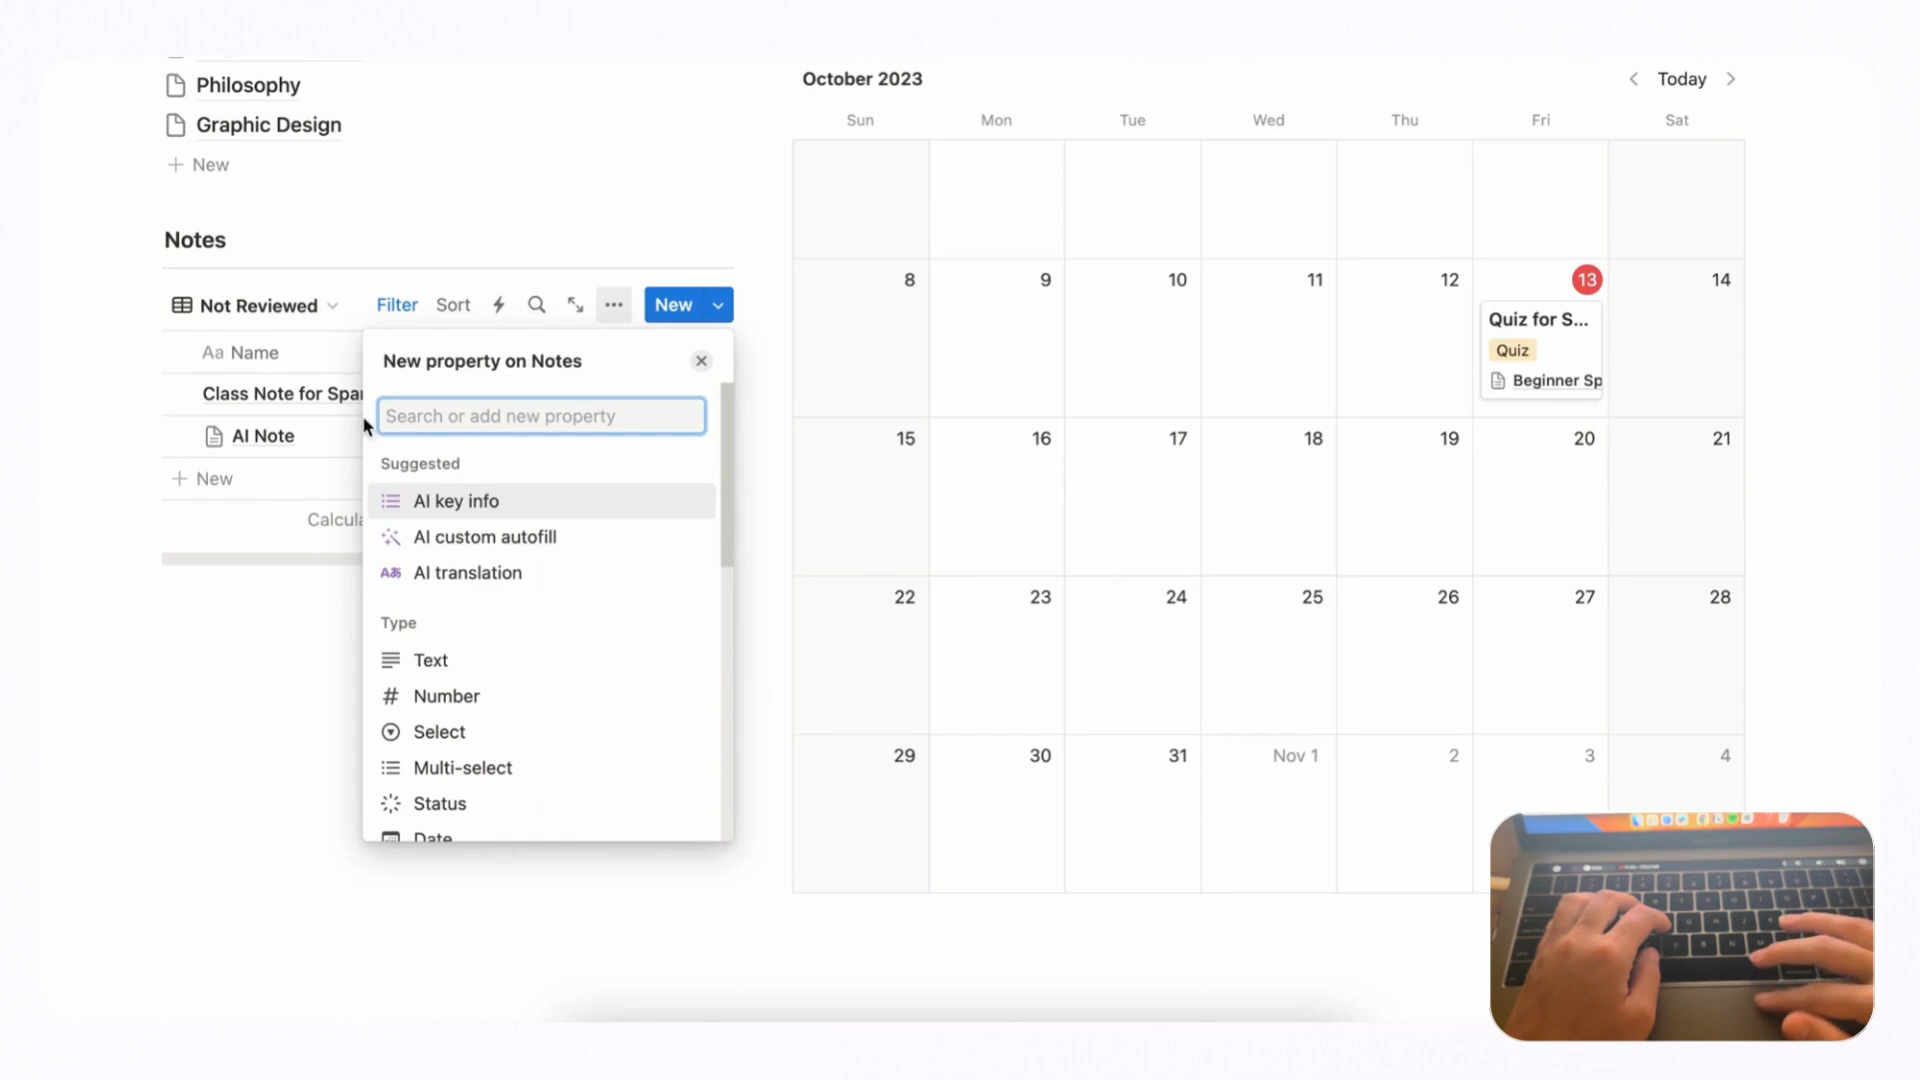 Philosophy
Graphic Design
New
Notes
Not Reviewed
Filter
Sort
New
Aa Name
Class Note for Spa
AI Note
New
Calcula
New property on Notes
Search or add new property
Suggested
AI key info
AI custom autofill
Aあ AI translation
Type
Text
# Number
Select
Multi-select
Status
Date
October 2023
Today
Sun Mon Tue Wed Thu Fri Sat
8 9 10 11 12 13 14
Quiz for S...
Quiz
Beginner Sp
15 16 17 18 19 20 21
22 23 24 25 26 27 28
29 30 31 Nov 1 2 3 4